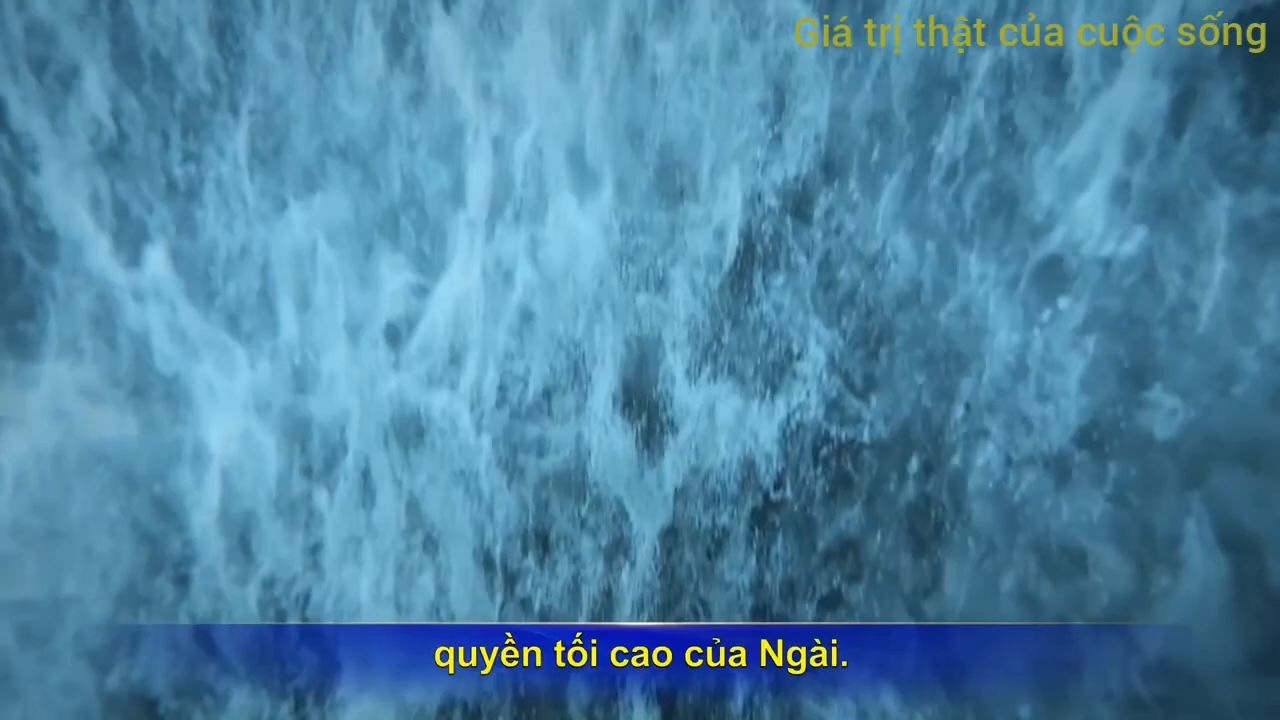 Giá trị thật của cuộc sống
quyền tối cao của Ngài.